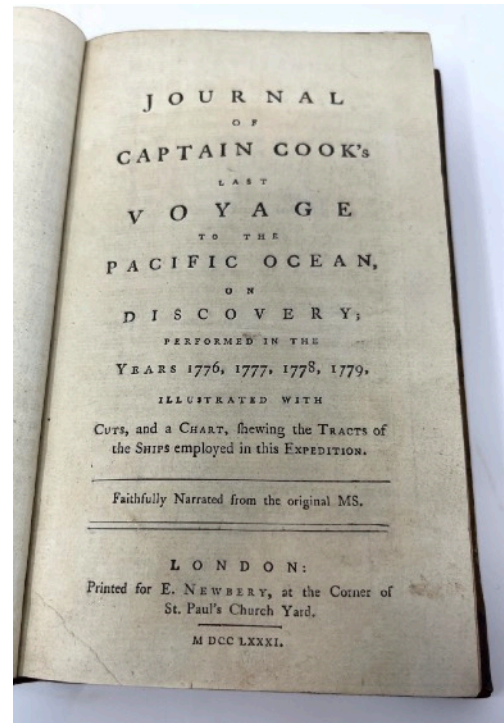 JOURNAL
OF
CAPTAIN COOK's
LAST
VOYAGE
TO THE
PACIFIC OCEAN,
ON
DISCOVERY;
PERFORMED IN THE
YEARS 1776, 1777, 1778, 1779,
ILLUSTRATED WITH
CUTS, and a CHART, ſhewing the TRACTS of
the SHIPS employed in this EXPEDITION.
Faithfully Narrated from the original MS.
LONDON:
Printed for E. NEWBERY, at the Corner of
St. Paul's Church Yard.
M DCC LXXXI.